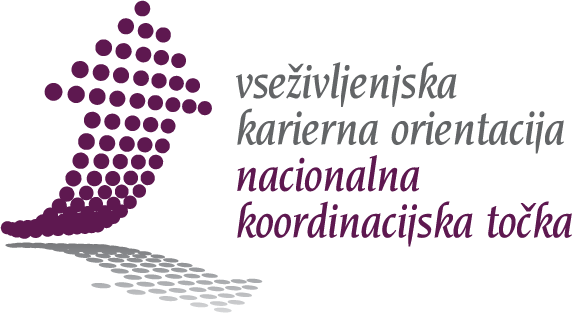 vseživljenjska
karierna orientacija
nacionalna
koordinacijska točka